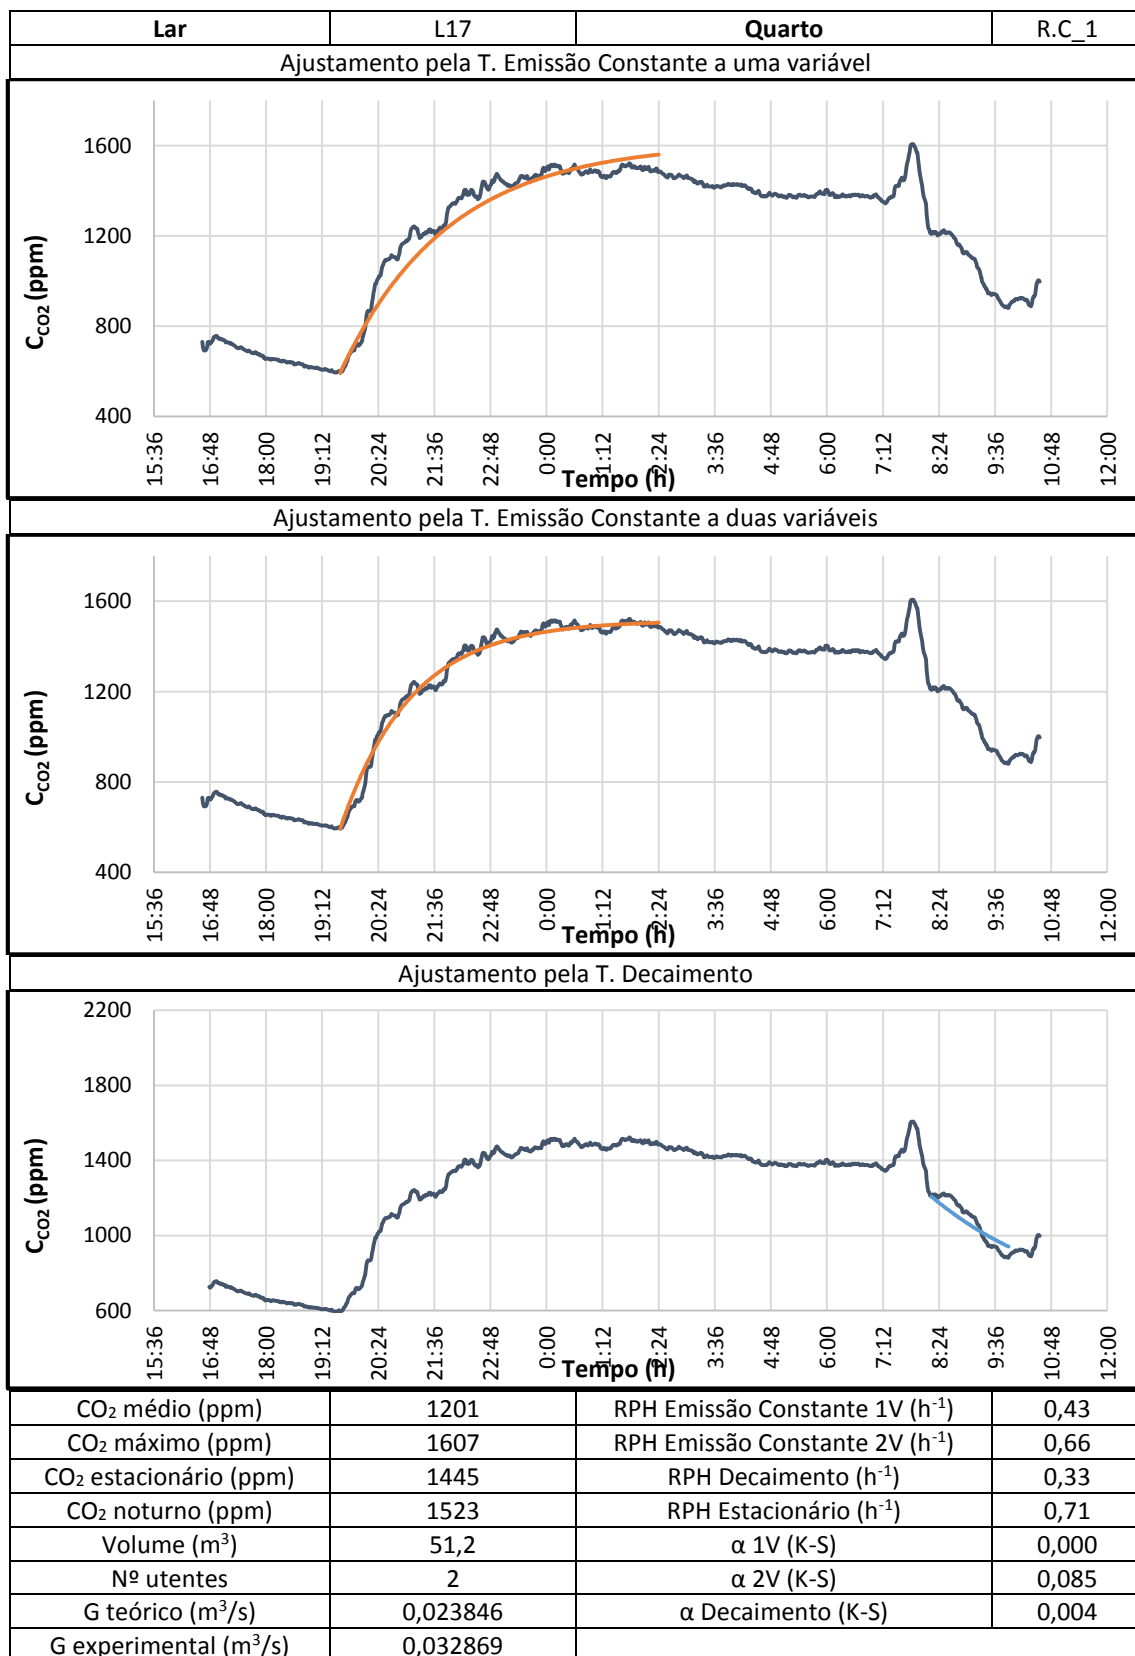 Lar L17 Quarto R.C_1
Ajustamento pela T. Emissão Constante a uma variável
1600
1200
800
400
C_CO2 (ppm)
15:36 16:48 18:00 19:12 20:24 21:36 22:48 0:00 1:12 2:24 3:36 4:48 6:00 7:12 8:24 9:36 10:48 12:00
Tempo (h)
Ajustamento pela T. Emissão Constante a duas variáveis
1600
1200
800
400
C_CO2 (ppm)
15:36 16:48 18:00 19:12 20:24 21:36 22:48 0:00 1:12 2:24 3:36 4:48 6:00 7:12 8:24 9:36 10:48 12:00
Tempo (h)
Ajustamento pela T. Decaimento
2200
1800
1400
1000
600
C_CO2 (ppm)
15:36 16:48 18:00 19:12 20:24 21:36 22:48 0:00 1:12 2:24 3:36 4:48 6:00 7:12 8:24 9:36 10:48 12:00
Tempo (h)
CO₂ médio (ppm) 1201 RPH Emissão Constante 1V (h⁻¹) 0,43
CO₂ máximo (ppm) 1607 RPH Emissão Constante 2V (h⁻¹) 0,66
CO₂ estacionário (ppm) 1445 RPH Decaimento (h⁻¹) 0,33
CO₂ noturno (ppm) 1523 RPH Estacionário (h⁻¹) 0,71
Volume (m³) 51,2 α 1V (K-S) 0,000
Nº utentes 2 α 2V (K-S) 0,085
G teórico (m³/s) 0,023846 α Decaimento (K-S) 0,004
G experimental (m³/s) 0,032869